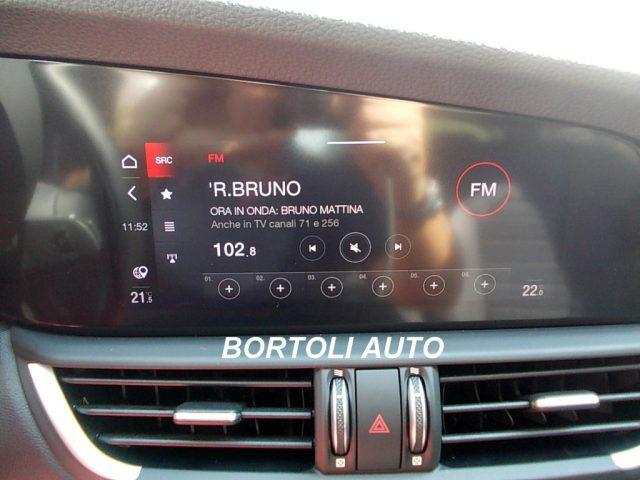 SRC FM
'R.BRUNO
FM
ORA IN ONDA: BRUNO MATTINA
Anche in TV canali 71 e 256
11:52
102.8
01. 02. 03. 04. 05. 06.
21.5°C
22.0
BORTOLI AUTO